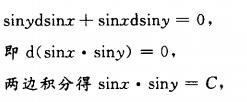 sinydsinx + sinxdsiny = 0,
即 d(sinx・siny) = 0,
两边积分得 sinx・siny = C,